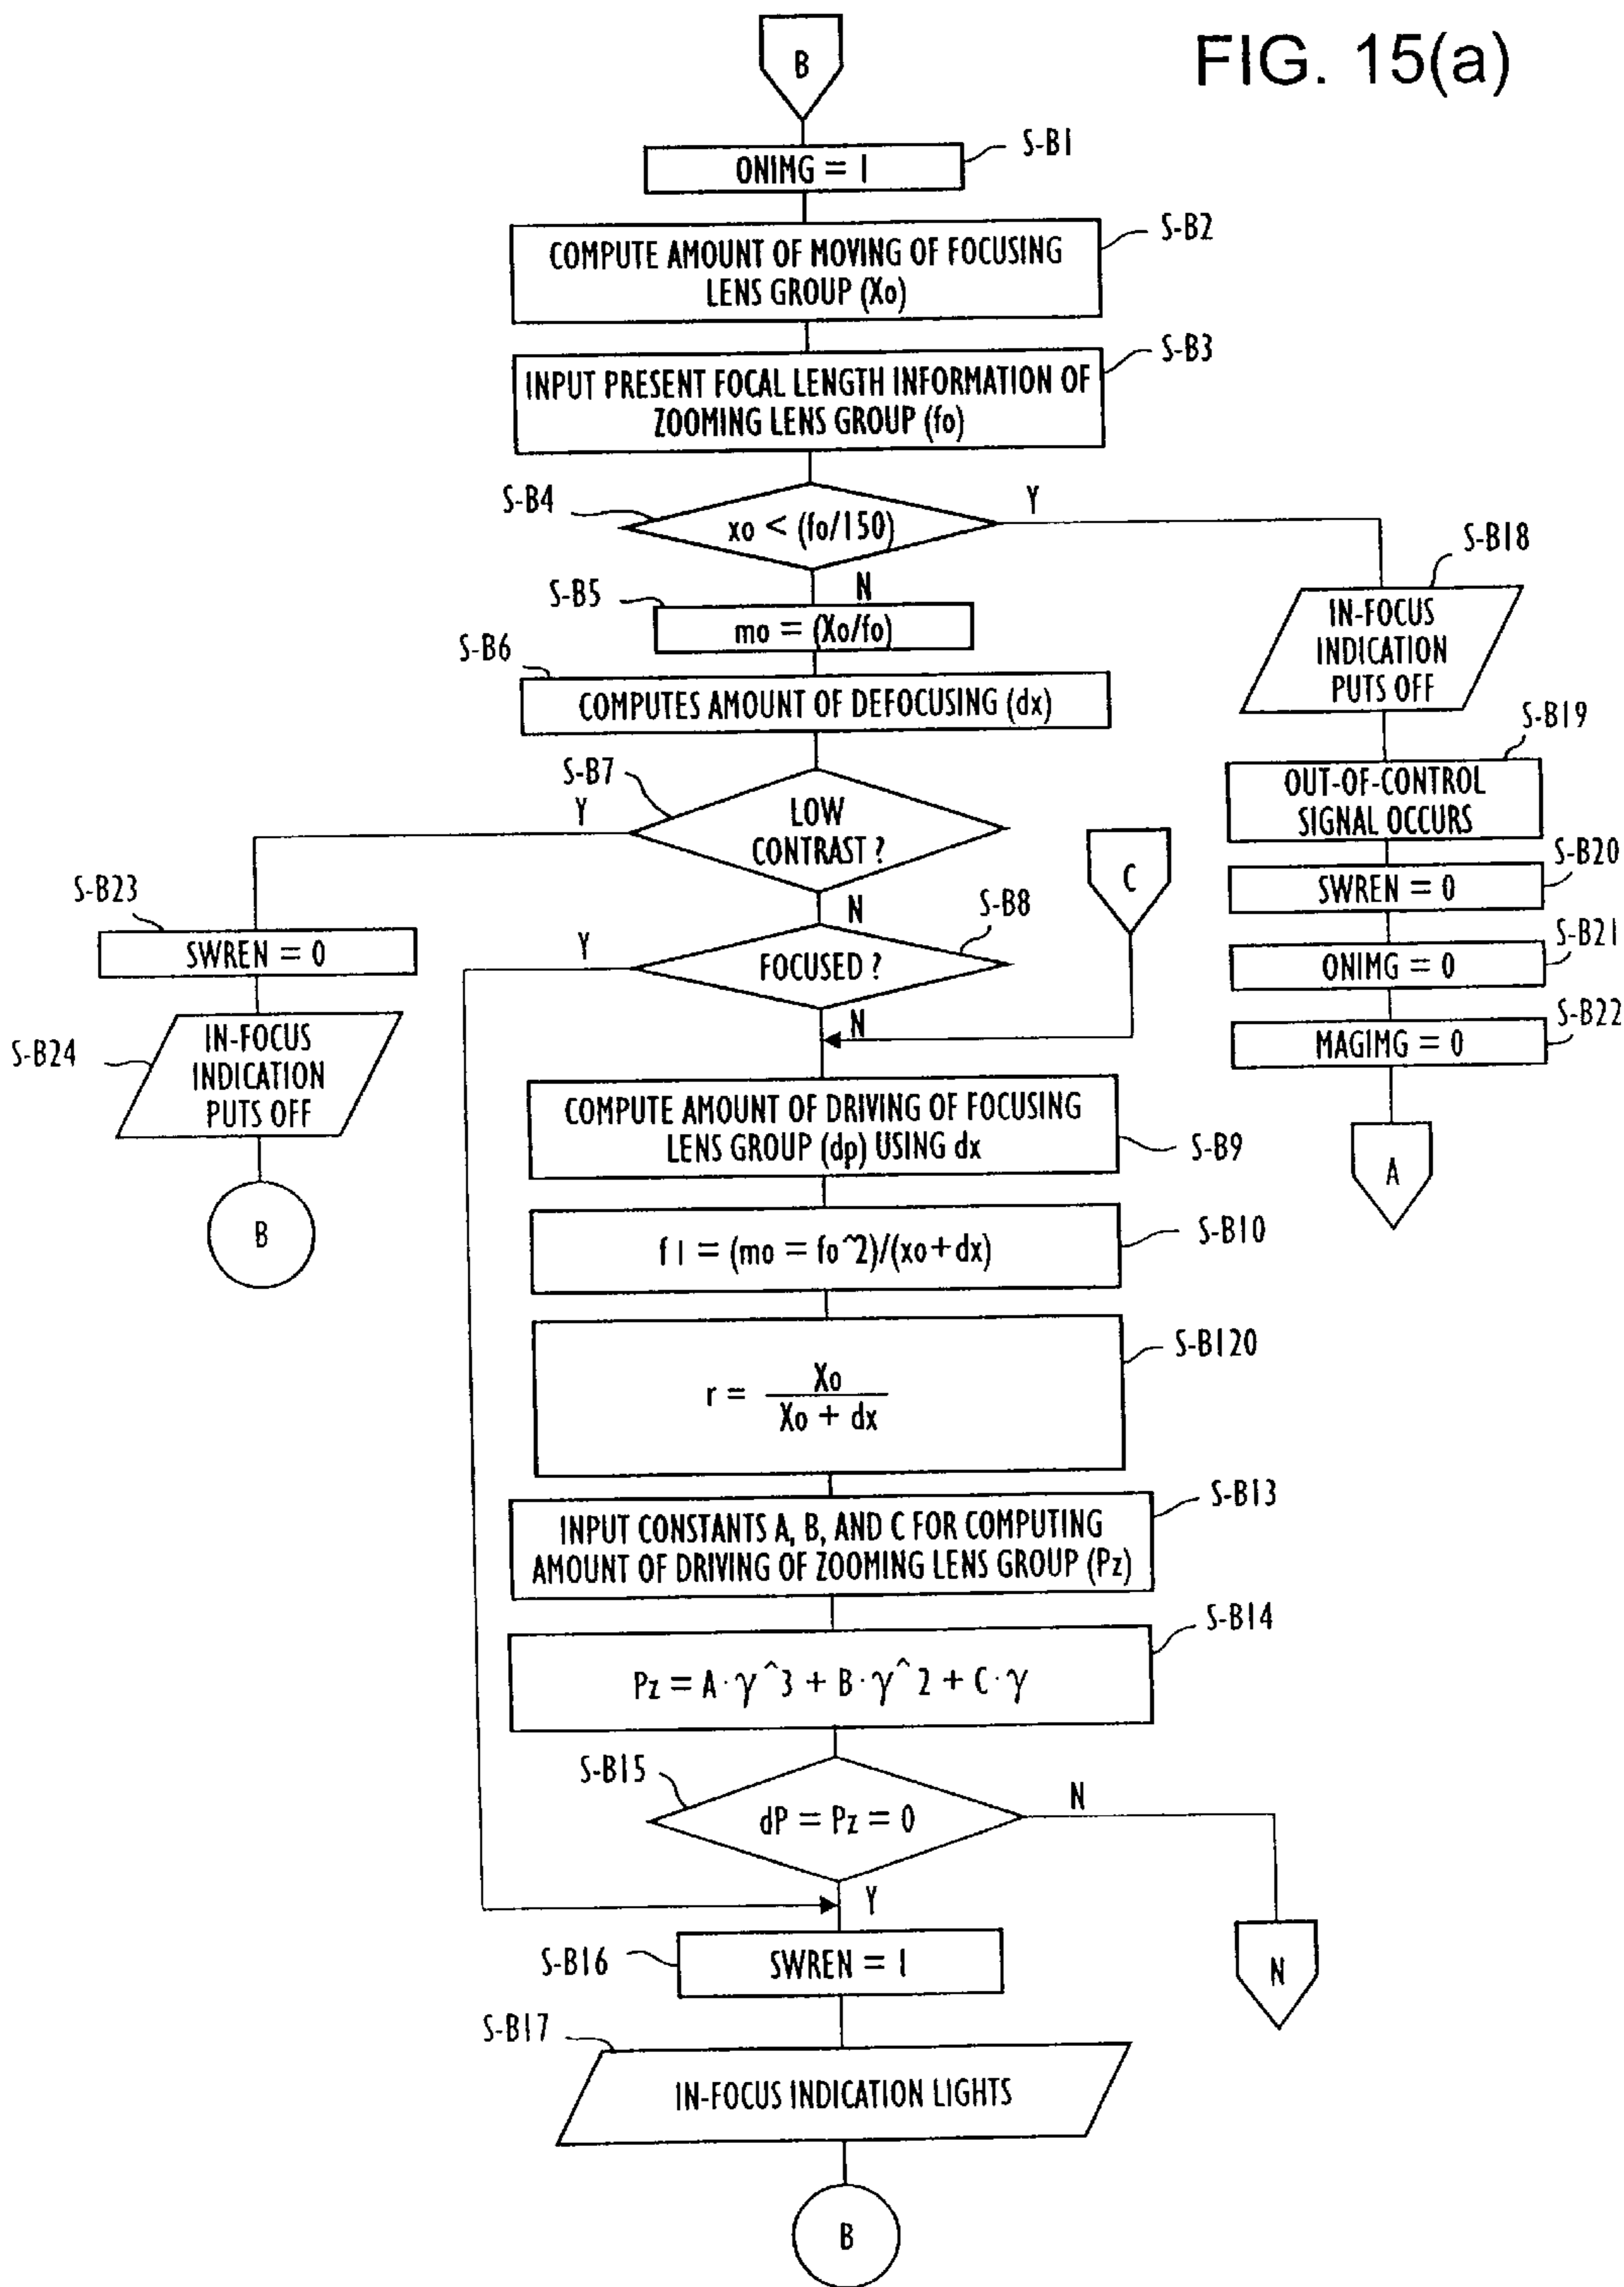 FIG. 15(a)
B
S-B1
ONIMG = 1
S-B2
COMPUTE AMOUNT OF MOVING OF FOCUSING
LENS GROUP (Xo)
S-B3
INPUT PRESENT FOCAL LENGTH INFORMATION OF
ZOOMING LENS GROUP (fo)
S-B4
xo < (fo/150)
Y
N
S-B5
mo = (Xo/fo)
S-B6
COMPUTES AMOUNT OF DEFOCUSING (dx)
S-B7
LOW
CONTRAST ?
Y
N
S-B23
SWREN = 0
S-B24
IN-FOCUS
INDICATION
PUTS OFF
B
S-B8
FOCUSED ?
Y
N
C
S-B18
IN-FOCUS
INDICATION
PUTS OFF
S-B19
OUT-OF-CONTROL
SIGNAL OCCURS
S-B20
SWREN = 0
S-B21
ONIMG = 0
S-B22
MAGIMG = 0
A
COMPUTE AMOUNT OF DRIVING OF FOCUSING
LENS GROUP (dp) USING dx
S-B9
S-B10
f1 = (mo = fo^2)/(xo+dx)
S-B120
r = Xo / Xo + dx
S-B13
INPUT CONSTANTS A, B, AND C FOR COMPUTING
AMOUNT OF DRIVING OF ZOOMING LENS GROUP (Pz)
S-B14
Pz = A·γ^3 + B·γ^2 + C·γ
S-B15
dP = Pz = 0
N
Y
N
S-B16
SWREN = 1
S-B17
IN-FOCUS INDICATION LIGHTS
B